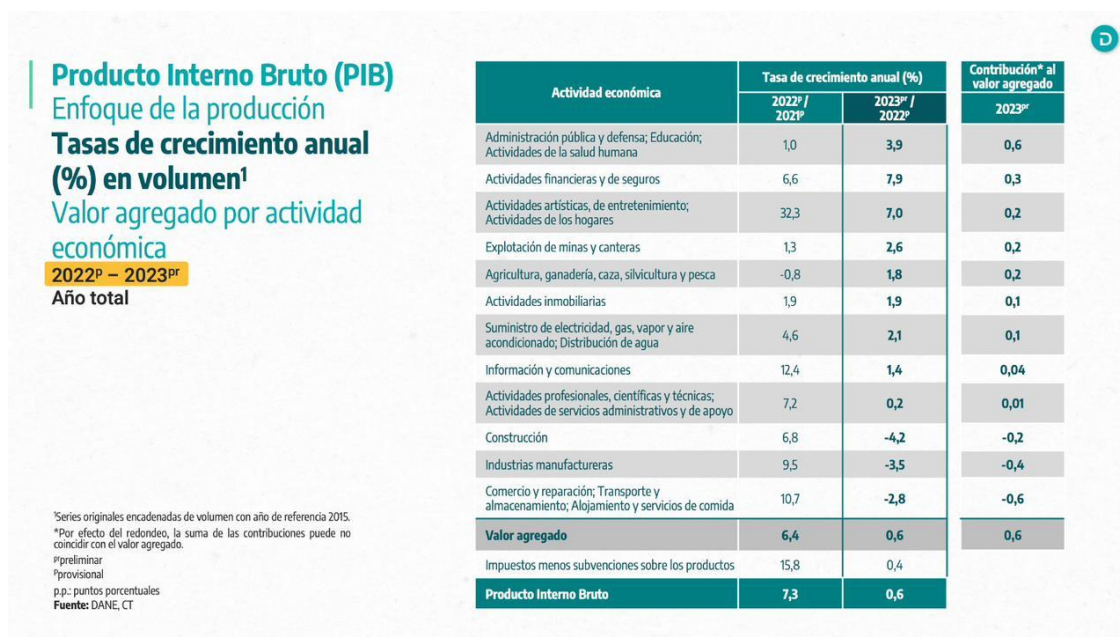 D
Producto Interno Bruto (PIB)
Enfoque de la producción
Tasas de crecimiento anual
(%) en volumen¹
Valor agregado por actividad
económica
2022ᵖ – 2023ᵖʳ
Año total
¹Series originales encadenadas de volumen con año de referencia 2015.
*Por efecto del redondeo, la suma de las contribuciones puede no
coincidir con el valor agregado.
ᵖʳpreliminar
ᵖprovisional
p.p.: puntos porcentuales
Fuente: DANE, CT
Actividad económica Tasa de crecimiento anual (%) Contribución* al
valor agregado
2022ᵖ / 2023ᵖʳ / 2023ᵖʳ
2021ᵖ 2022ᵖ
Administración pública y defensa; Educación;
Actividades de la salud humana 1,0 3,9 0,6
Actividades financieras y de seguros 6,6 7,9 0,3
Actividades artísticas, de entretenimiento;
Actividades de los hogares 32,3 7,0 0,2
Explotación de minas y canteras 1,3 2,6 0,2
Agricultura, ganadería, caza, silvicultura y pesca -0,8 1,8 0,2
Actividades inmobiliarias 1,9 1,9 0,1
Suministro de electricidad, gas, vapor y aire
acondicionado; Distribución de agua 4,6 2,1 0,1
Información y comunicaciones 12,4 1,4 0,04
Actividades profesionales, científicas y técnicas;
Actividades de servicios administrativos y de apoyo 7,2 0,2 0,01
Construcción 6,8 -4,2 -0,2
Industrias manufactureras 9,5 -3,5 -0,4
Comercio y reparación; Transporte y
almacenamiento; Alojamiento y servicios de comida 10,7 -2,8 -0,6
Valor agregado 6,4 0,6 0,6
Impuestos menos subvenciones sobre los productos 15,8 0,4
Producto Interno Bruto 7,3 0,6